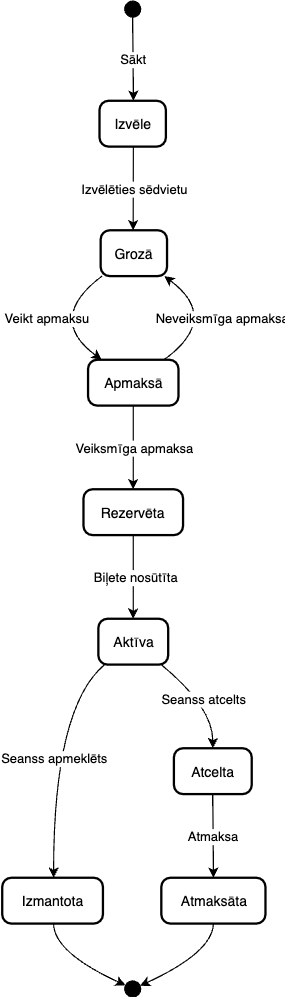 Sākt
Izvēle
Izvēlēties sēdvietu
Grozā
Veikt apmaksu
Neveiksmīga apmaksa
Apmaksā
Veiksmīga apmaksa
Rezervēta
Biļete nosūtīta
Aktīva
Seanss atcelts
Seanss apmeklēts
Atcelta
Atmaksa
Izmantota
Atmaksāta